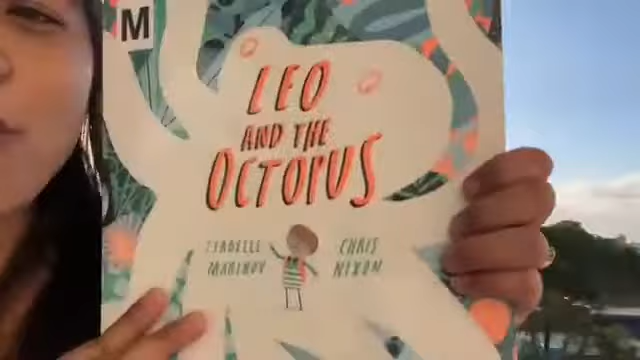 M
LEO
AND THE
OCTOPUS
ISABELLE
MARINOV
CHRIS
NIXON